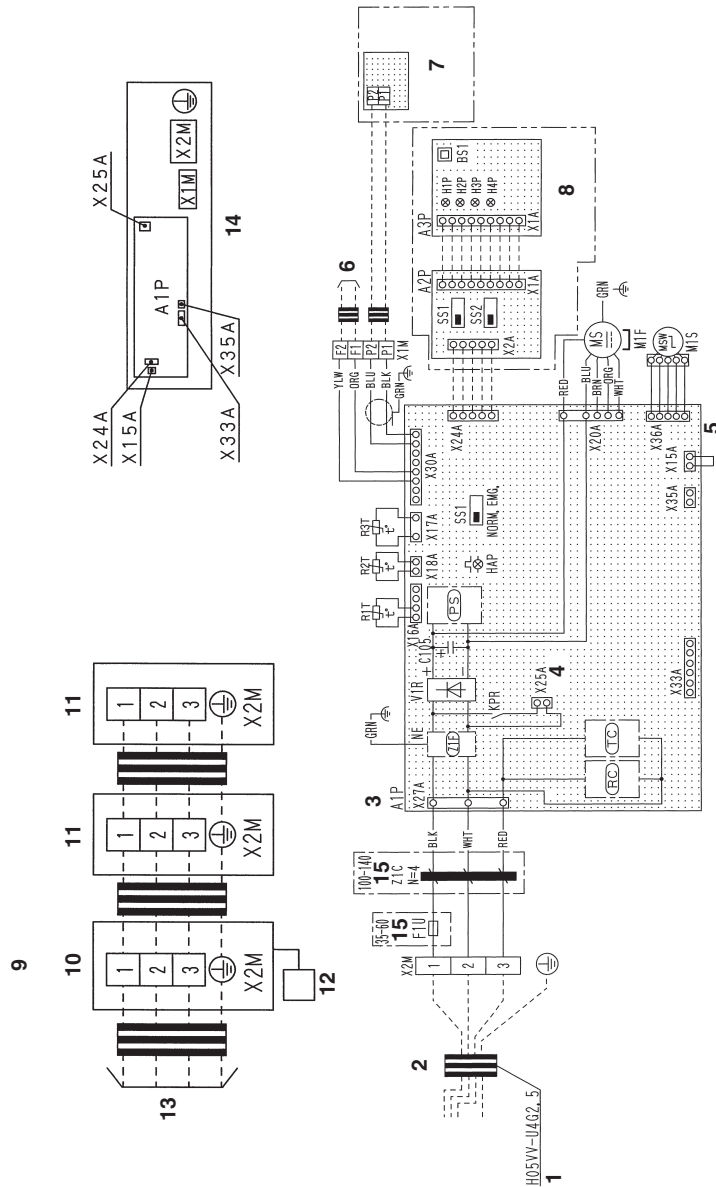 9
13
10
1
2
3
X2M
12
11
1
2
3
X2M
11
1
2
3
X2M
X24A
X15A
X33A
X35A
X25A
A1P
X1M
X2M
14
H05VV-U4G2,5
1
2
X2M
1
2
3
35-60
15
F1U
100-140
15
Z1C
N=4
BLK
WHT
RED
3
A1P
X27A
NE
Z1F
GRN
V1R
KPR
X25A
4
C105
+
−
+
PS
RC
TC
X33A
X16A
X18A
X17A
R1T
R2T
R3T
t°
t°
t°
HAP
SS1
NORM. EMG.
X30A
X35A
X15A
5
X24A
X20A
X36A
YLW
ORG
BLU
BLK
GRN
F2
F1
P2
P1
X1M
6
RED
BLU
BRN
ORG
WHT
MS
M1F
GRN
MSW
M1S
A2P
SS1
SS2
X2A
X1A
A3P
H1P
H2P
H3P
H4P
BS1
X1A
8
P2
P1
7